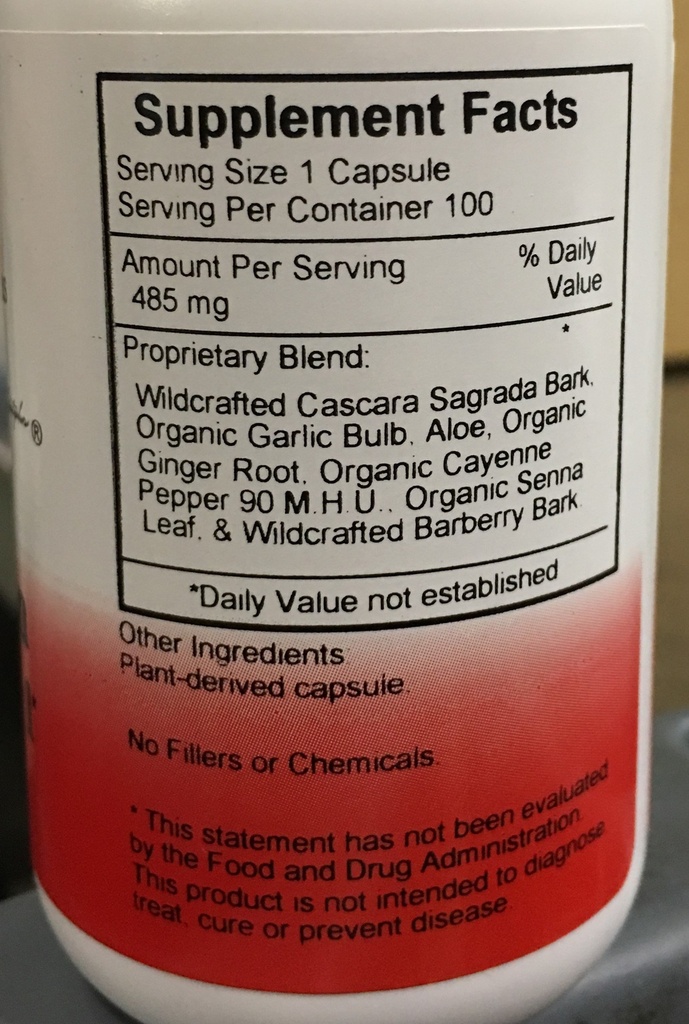 Supplement Facts
Serving Size 1 Capsule
Serving Per Container 100
Amount Per Serving % Daily
485 mg Value
*
Proprietary Blend:
Wildcrafted Cascara Sagrada Bark,
Organic Garlic Bulb, Aloe, Organic
Ginger Root, Organic Cayenne
Pepper 90 M.H.U., Organic Senna
Leaf, & Wildcrafted Barberry Bark
*Daily Value not established
Other Ingredients
Plant-derived capsule.
No Fillers or Chemicals.
* This statement has not been evaluated
by the Food and Drug Administration
This product is not intended to diagnose
treat, cure or prevent disease.
®